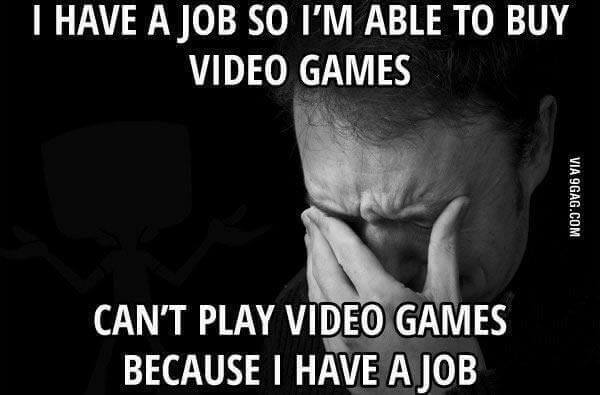 I HAVE A JOB SO I'M ABLE TO BUY
VIDEO GAMES
VIA 9GAG.COM
CAN'T PLAY VIDEO GAMES
BECAUSE I HAVE A JOB